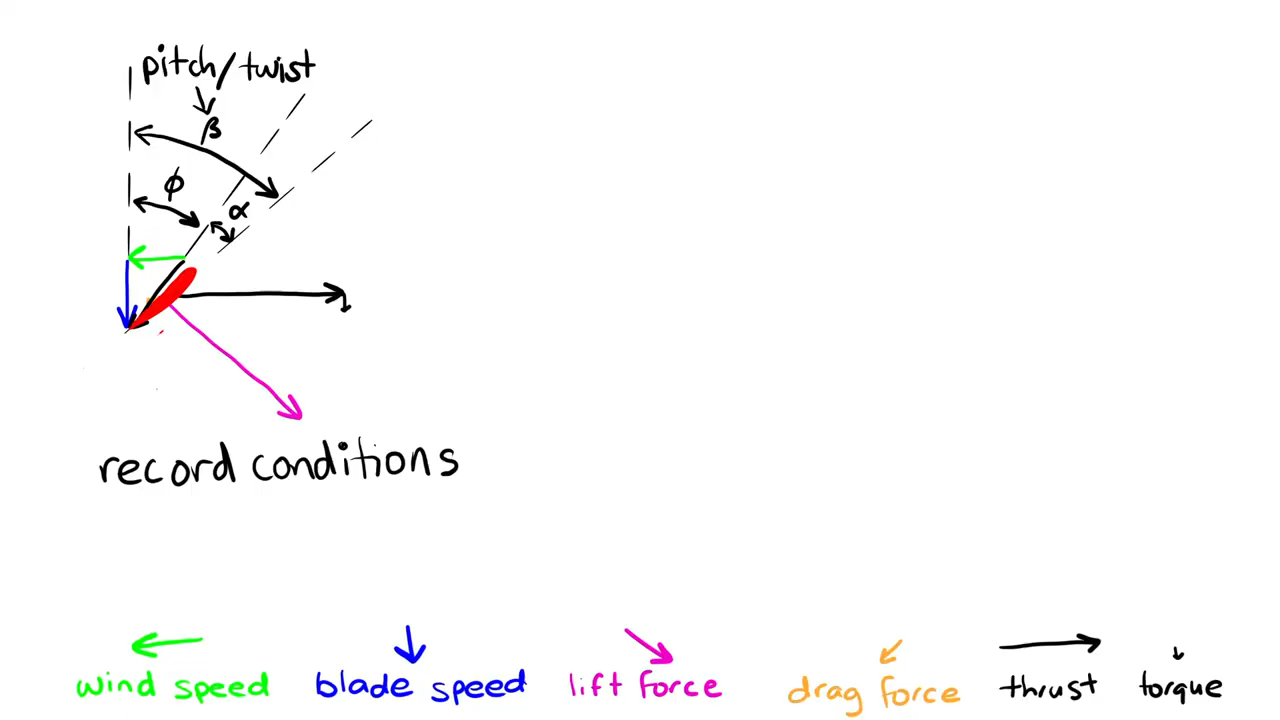 pitch/twist
β
ϕ
α
record conditions
wind speed blade speed lift force drag force thrust torque